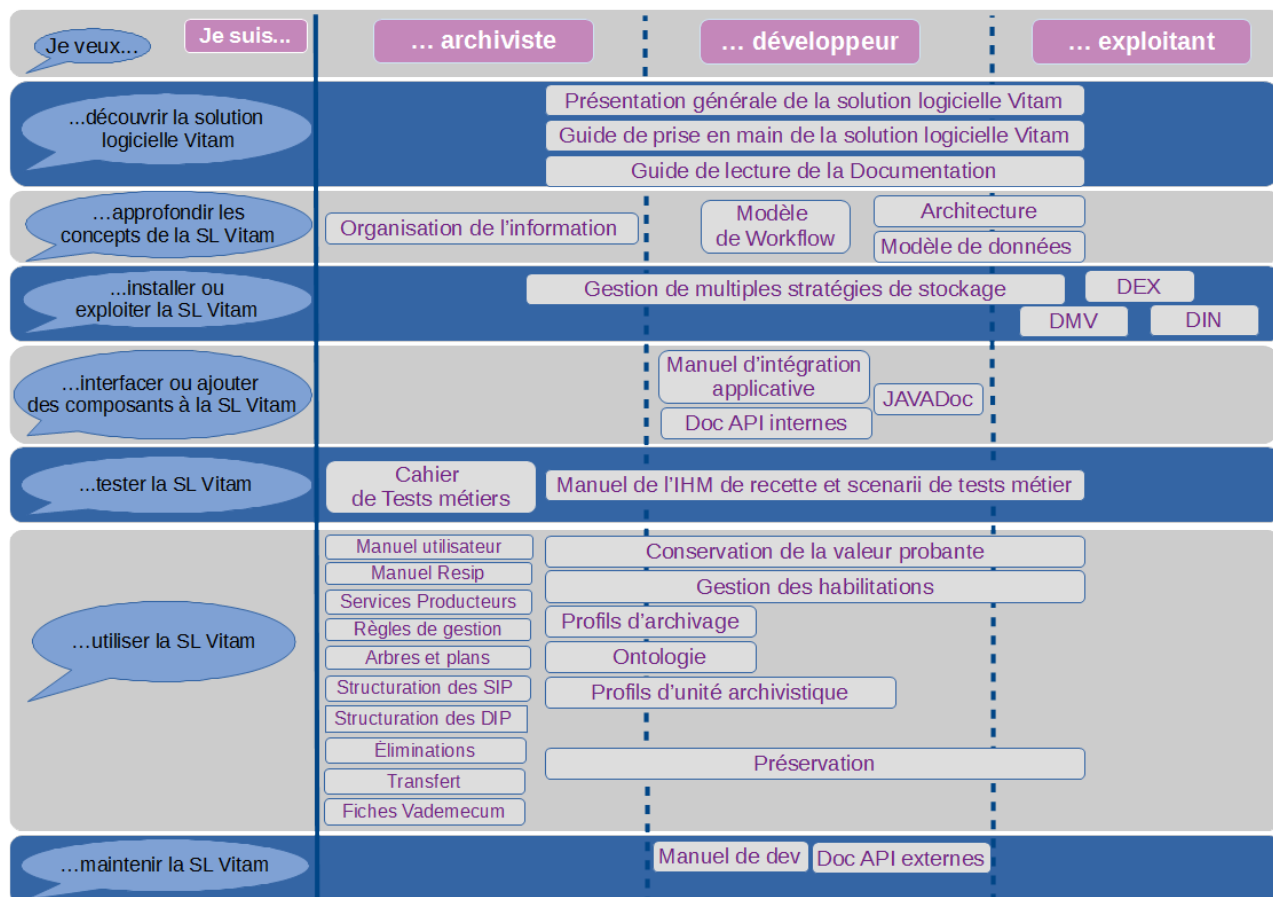 Je veux...
Je suis...
… archiviste
… développeur
… exploitant
…découvrir la solution
logicielle Vitam
Présentation générale de la solution logicielle Vitam
Guide de prise en main de la solution logicielle Vitam
Guide de lecture de la Documentation
…approfondir les
concepts de la SL Vitam
Organisation de l’information
Modèle
de Workflow
Architecture
Modèle de données
...installer ou
exploiter la SL Vitam
Gestion de multiples stratégies de stockage
DEX
DMV
DIN
…interfacer ou ajouter
des composants à la SL Vitam
Manuel d’intégration
applicative
JAVADoc
Doc API internes
...tester la SL Vitam
Cahier
de Tests métiers
Manuel de l’IHM de recette et scenarii de tests métier
…utiliser la SL Vitam
Manuel utilisateur
Manuel Resip
Services Producteurs
Règles de gestion
Arbres et plans
Structuration des SIP
Structuration des DIP
Éliminations
Transfert
Fiches Vademecum
Conservation de la valeur probante
Gestion des habilitations
Profils d’archivage
Ontologie
Profils d’unité archivistique
Préservation
…maintenir la SL Vitam
Manuel de dev
Doc API externes